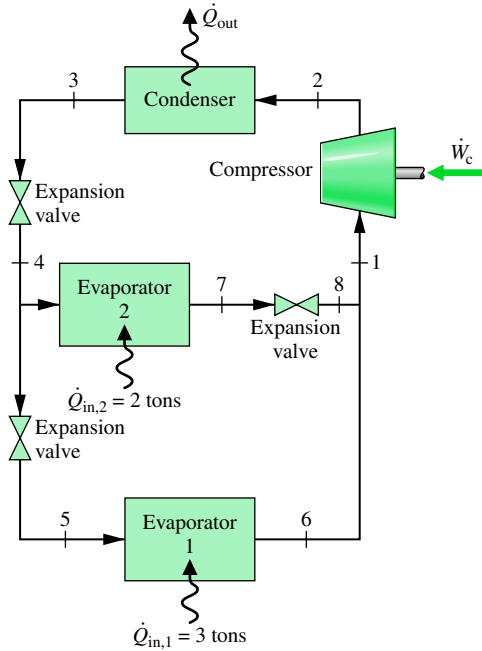 Q̇out
3
2
Condenser
Ẇc
Compressor
Expansion
valve
4
1
Evaporator
2
7
8
Expansion
valve
Q̇in,2 = 2 tons
Expansion
valve
5
Evaporator
1
6
Q̇in,1 = 3 tons